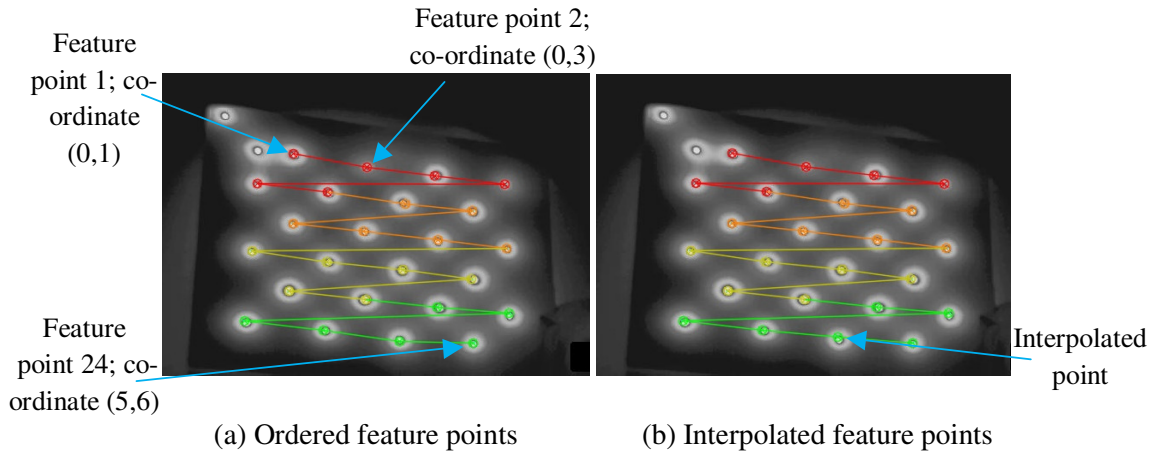 Feature
point 1; co-
ordinate
(0,1)
Feature point 2;
co-ordinate (0,3)
Feature
point 24; co-
ordinate (5,6)
Interpolated
point
(a) Ordered feature points
(b) Interpolated feature points